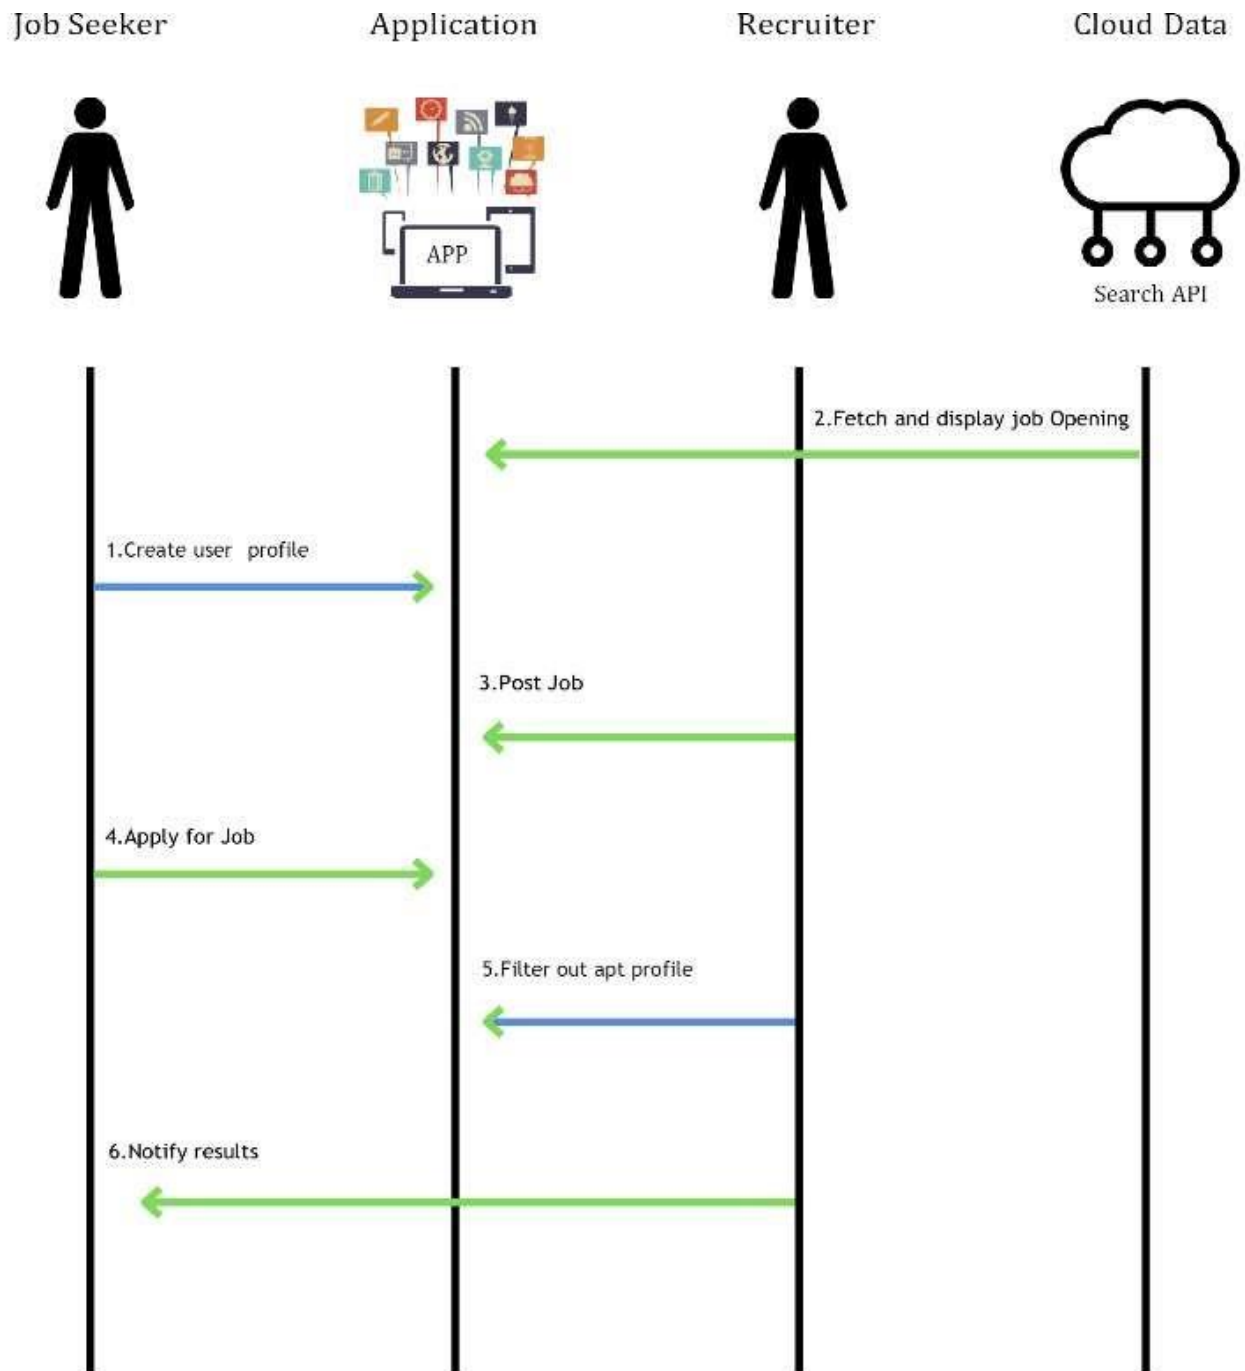 Job Seeker
Application
Recruiter
Cloud Data
APP
Search API
2.Fetch and display job Opening
1.Create user profile
3.Post Job
4.Apply for Job
5.Filter out apt profile
6.Notify results